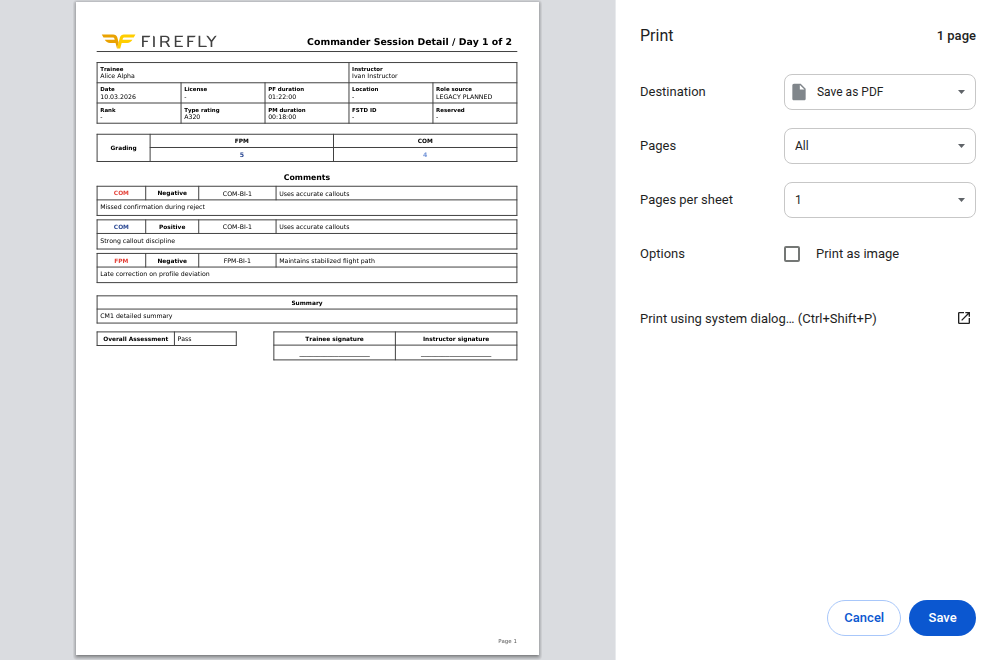 FIREFLY
Commander Session Detail / Day 1 of 2
Trainee
Alice Alpha
Instructor
Ivan Instructor
Date
10.03.2026
License
-
PF duration
01:22:00
Location
-
Role source
LEGACY PLANNED
Rank
-
Type rating
A320
PM duration
00:18:00
FSTD ID
-
Reserved
-
Grading
FPM
COM
5
4
Comments
COM Negative COM-BI-1 Uses accurate callouts
Missed confirmation during reject
COM Positive COM-BI-1 Uses accurate callouts
Strong callout discipline
FPM Negative FPM-BI-1 Maintains stabilized flight path
Late correction on profile deviation
Summary
CM1 detailed summary
Overall Assessment Pass
Trainee signature Instructor signature
Page 1
Print 1 page
Destination Save as PDF
Pages All
Pages per sheet 1
Options Print as image
Print using system dialog... (Ctrl+Shift+P)
Cancel Save